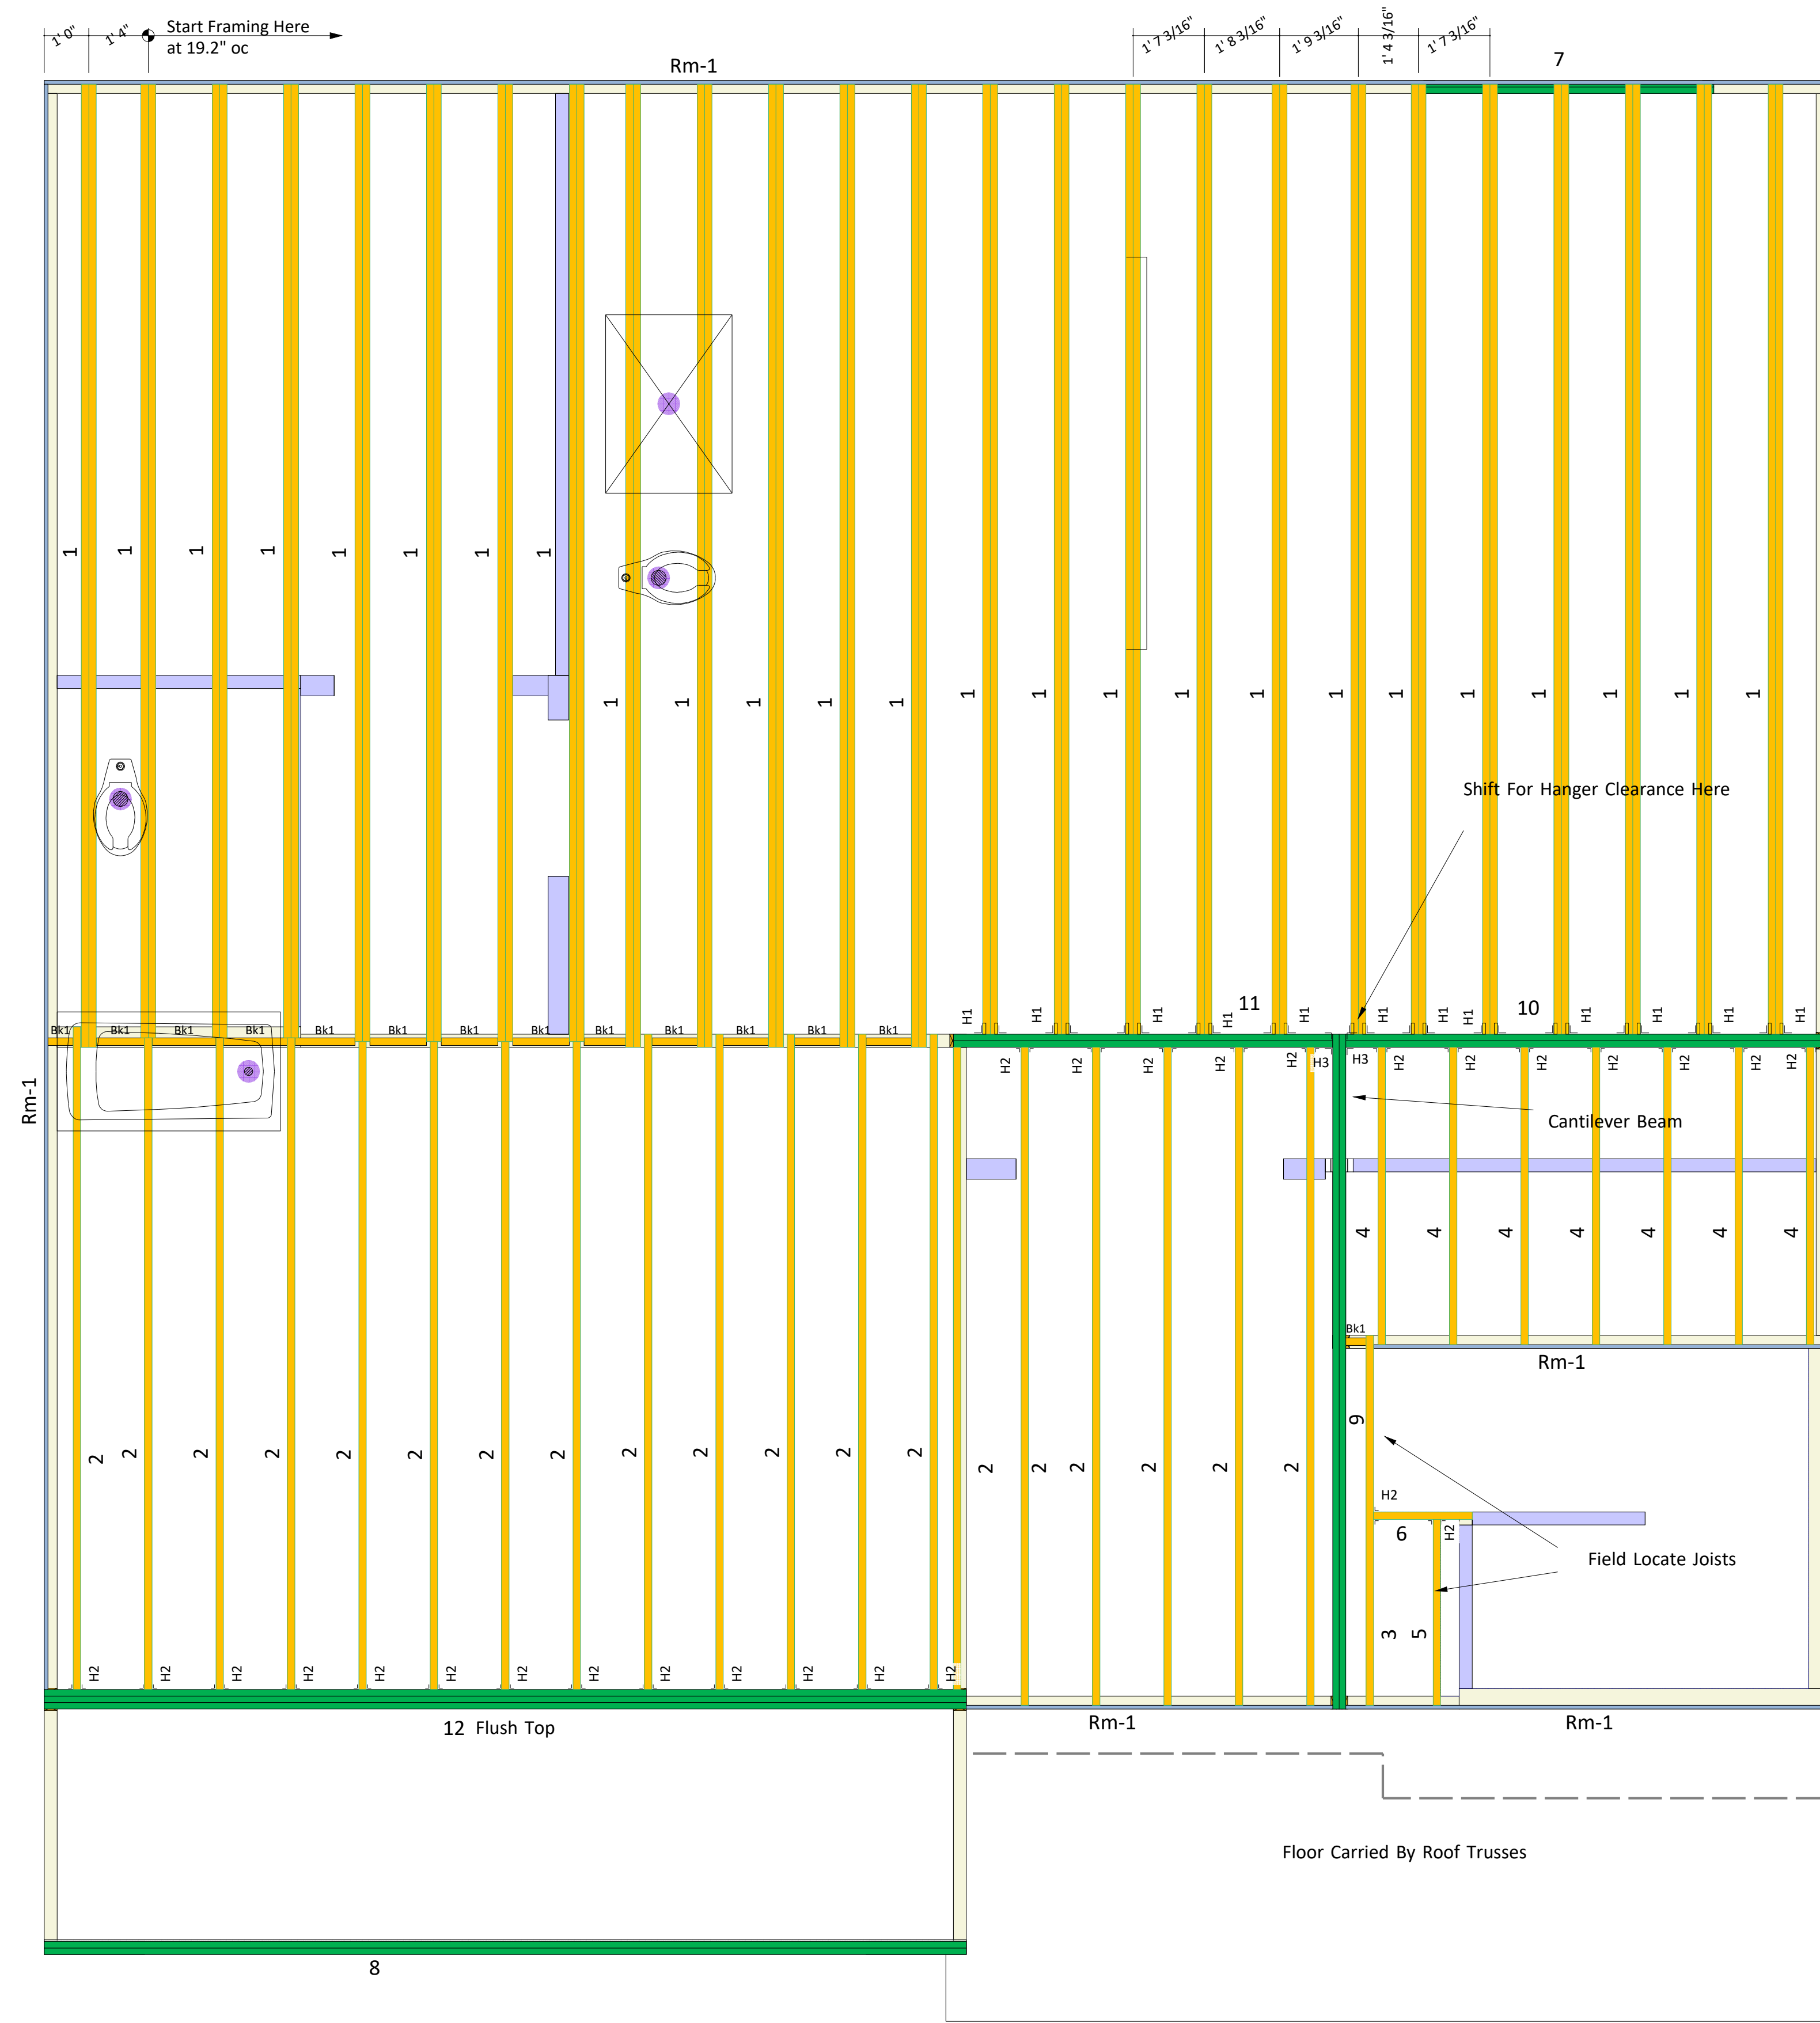 1' 0"
1' 4"
Start Framing Here
at 19.2" oc
1' 7 3/16"
1' 8 3/16"
1' 9 3/16"
1' 4 3/16"
1' 7 3/16"
Rm-1
7
1 1 1 1 1 1 1 1
1 1 1 1 1 1 1 1 1 1 1 1 1 1 1 1 1
Shift For Hanger Clearance Here
11
10
H1 H1 H1 H1 H1 H1 H1 H1 H1 H1 H1 H1
Bk1 Bk1 Bk1 Bk1 Bk1 Bk1 Bk1 Bk1 Bk1 Bk1 Bk1 Bk1 Bk1
H2 H2 H2 H2 H2 H3 H3 H2 H2 H2 H2 H2 H2 H2
Rm-1
Cantilever Beam
4 4 4 4 4 4 4
Bk1
Rm-1
9
2 2 2 2 2 2 2 2 2 2 2 2 2 2 2 2 2 2 2
H2
6
H2
Field Locate Joists
3
5
H2 H2 H2 H2 H2 H2 H2 H2 H2 H2 H2 H2 H2
12 Flush Top
Rm-1
Rm-1
Floor Carried By Roof Trusses
8